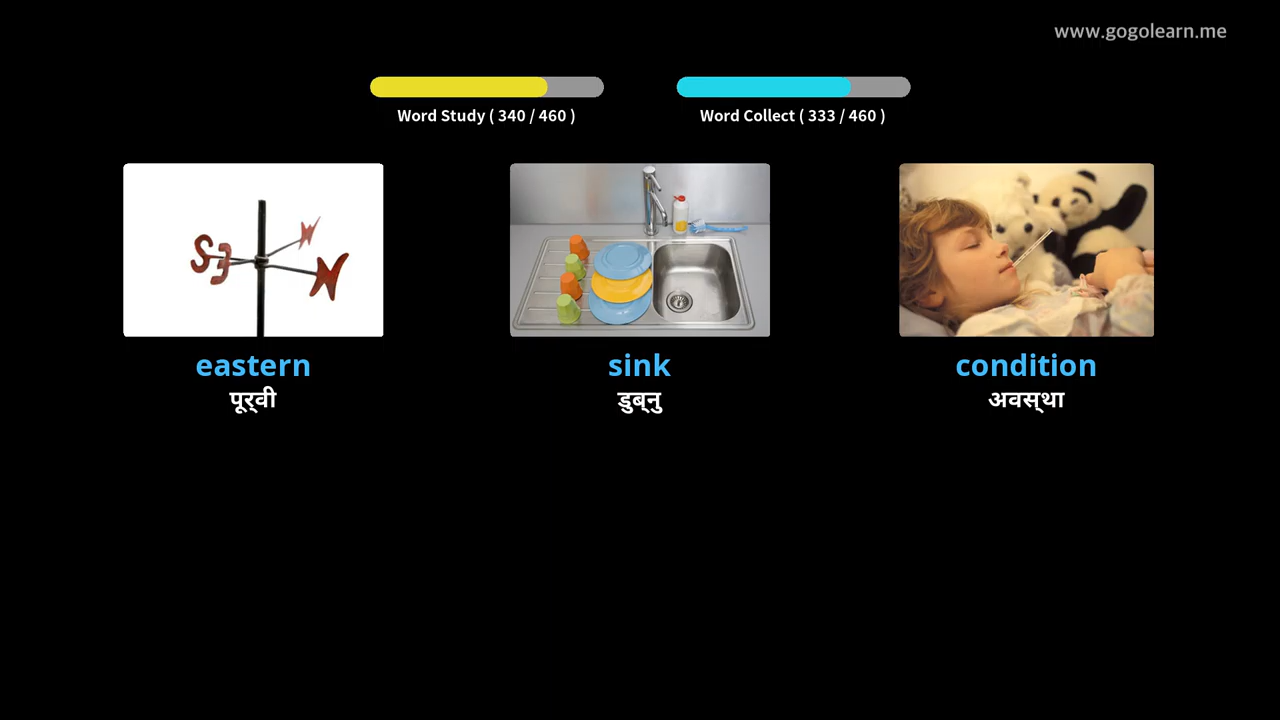 www.gogolearn.me
Word Study ( 340 / 460 )
Word Collect ( 333 / 460 )
eastern
sink
condition
पूर्वी
डुब्नु
अवस्था